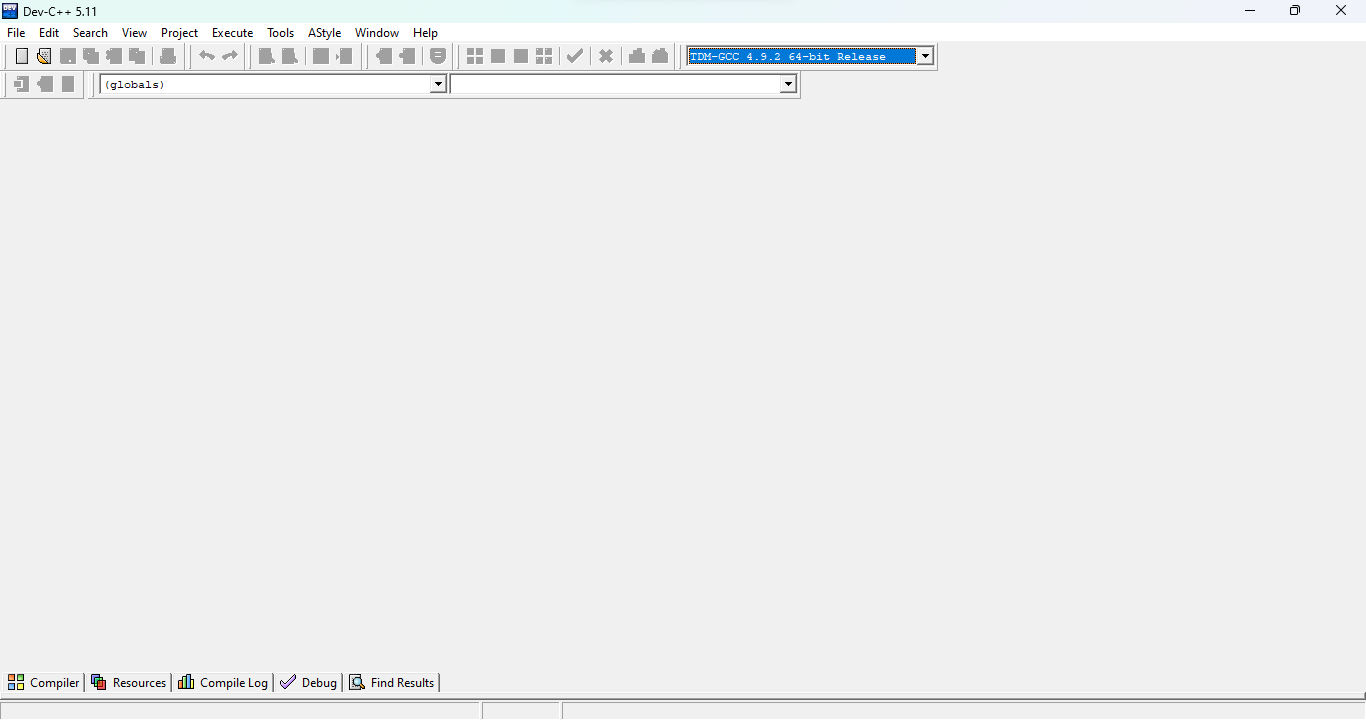 Dev-C++ 5.11
File Edit Search View Project Execute Tools AStyle Window Help
TDM-GCC 4.9.2 64-bit Release
(globals)
Compiler Resources Compile Log Debug Find Results